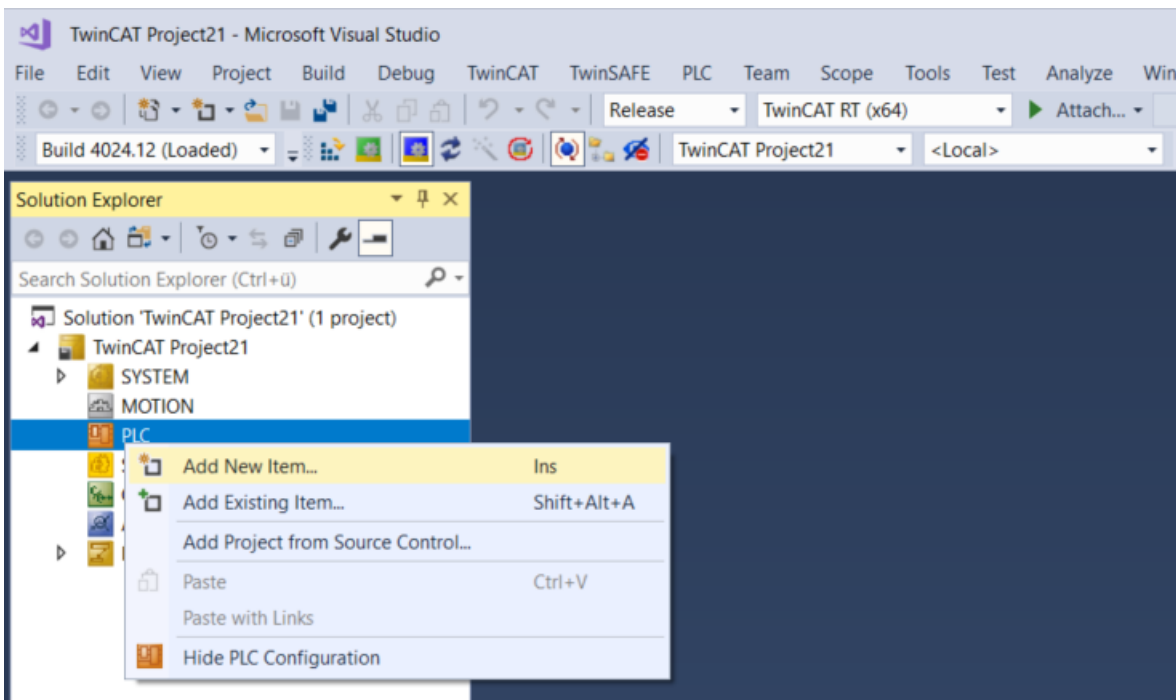 TwinCAT Project21 - Microsoft Visual Studio
File Edit View Project Build Debug TwinCAT TwinSAFE PLC Team Scope Tools Test Analyze Win
Release TwinCAT RT (x64) Attach...
Build 4024.12 (Loaded) TwinCAT Project21 <Local>
Solution Explorer
Search Solution Explorer (Ctrl+ü)
Solution 'TwinCAT Project21' (1 project)
TwinCAT Project21
SYSTEM
MOTION
PLC
Add New Item... Ins
Add Existing Item... Shift+Alt+A
Add Project from Source Control...
Paste Ctrl+V
Paste with Links
Hide PLC Configuration